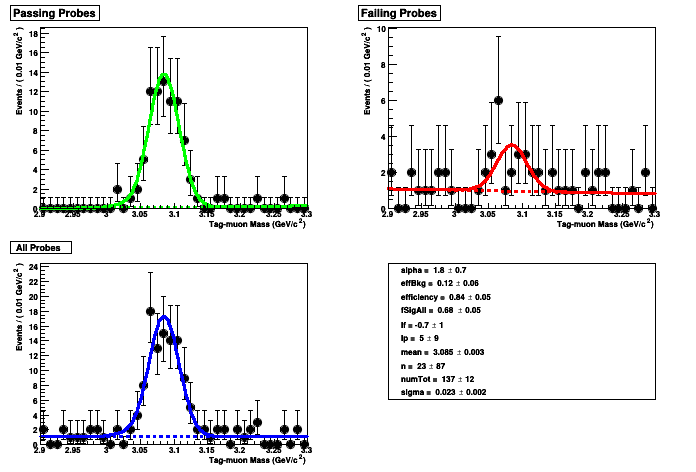 Passing Probes
Events / ( 0.01 GeV/c² )
18
16
14
12
10
8
6
4
2
0
2.9 2.95 3 3.05 3.1 3.15 3.2 3.25 3.3
Tag-muon Mass (GeV/c²)
Failing Probes
Events / ( 0.01 GeV/c² )
10
8
6
4
2
0
2.9 2.95 3 3.05 3.1 3.15 3.2 3.25 3.3
Tag-muon Mass (GeV/c²)
All Probes
Events / ( 0.01 GeV/c² )
24
22
20
18
16
14
12
10
8
6
4
2
0
2.9 2.95 3 3.05 3.1 3.15 3.2 3.25 3.3
Tag-muon Mass (GeV/c²)
alpha = 1.8 ± 0.7
effBkg = 0.12 ± 0.06
efficiency = 0.84 ± 0.05
fSigAll = 0.68 ± 0.05
lf = -0.7 ± 1
lp = 5 ± 9
mean = 3.085 ± 0.003
n = 23 ± 87
numTot = 137 ± 12
sigma = 0.023 ± 0.002